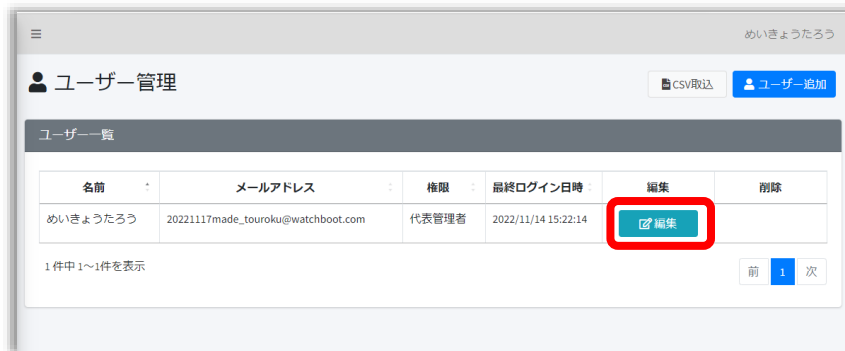 めいきょうたろう
ユーザー管理
CSV取込 ユーザー追加
ユーザー一覧
名前 メールアドレス 権限 最終ログイン日時 編集 削除
めいきょうたろう 20221117made_touroku@watchboot.com 代表管理者 2022/11/14 15:22:14 編集
1 件中 1～1件を表示
前 1 次